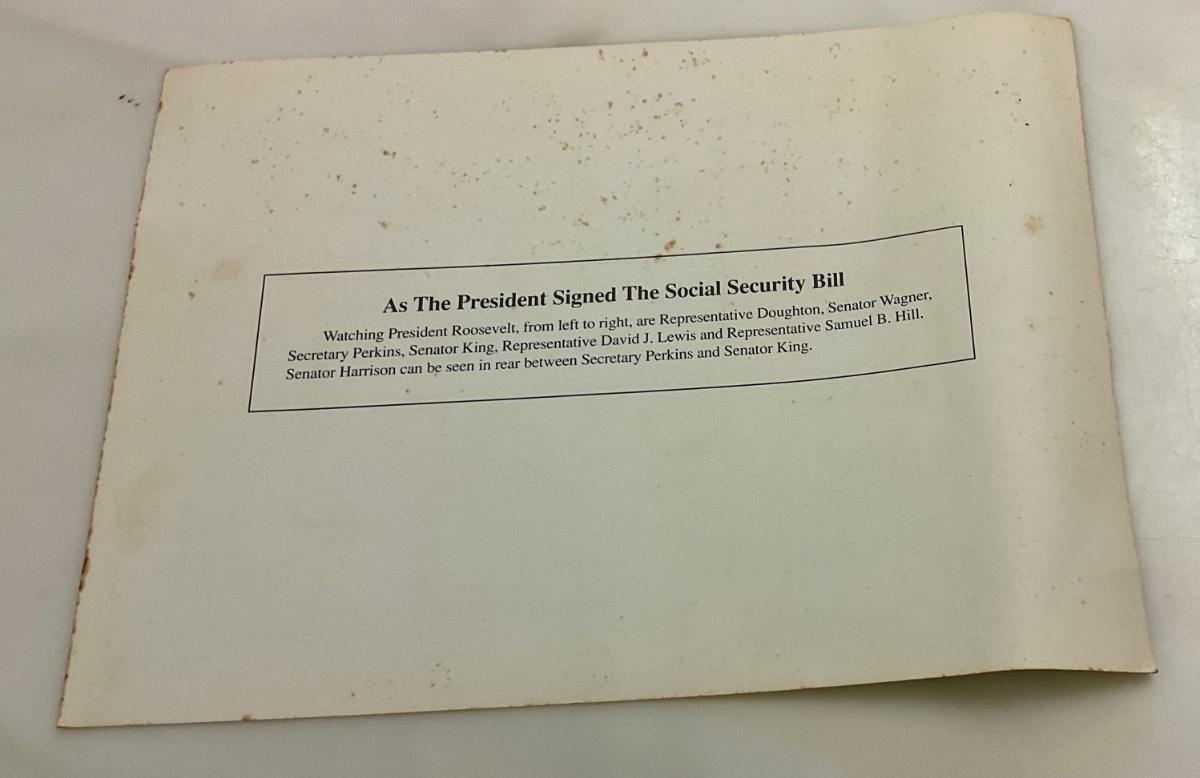 As The President Signed The Social Security Bill
Watching President Roosevelt, from left to right, are Representative Doughton, Senator Wagner,
Secretary Perkins, Senator King, Representative David J. Lewis and Representative Samuel B. Hill.
Senator Harrison can be seen in rear between Secretary Perkins and Senator King.